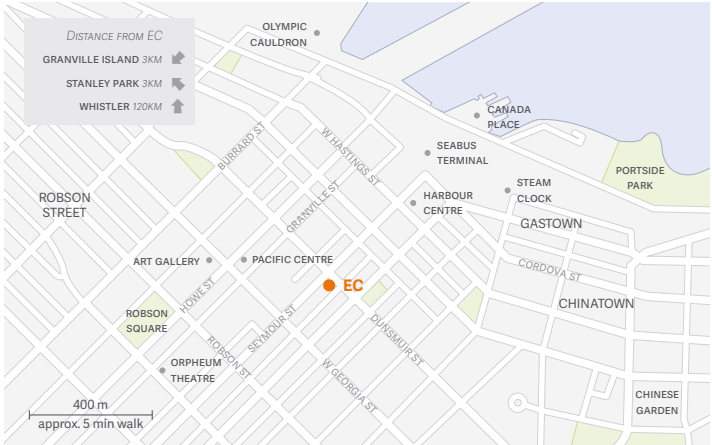 DISTANCE FROM EC
GRANVILLE ISLAND 3KM
STANLEY PARK 3KM
WHISTLER 120KM
OLYMPIC
CAULDRON
CANADA
PLACE
BURRARD ST
W HASTINGS ST
SEABUS
TERMINAL
PORTSIDE
PARK
ROBSON
STREET
GRANVILLE ST
HARBOUR
CENTRE
STEAM
CLOCK
GASTOWN
ART GALLERY
PACIFIC CENTRE
CORDOVA ST
HOWE ST
EC
CHINATOWN
ROBSON
SQUARE
SEYMOUR ST
DUNSMUIR ST
ROBSON ST
ORPHEUM
THEATRE
W GEORGIA ST
CHINESE
GARDEN
400 m
approx. 5 min walk